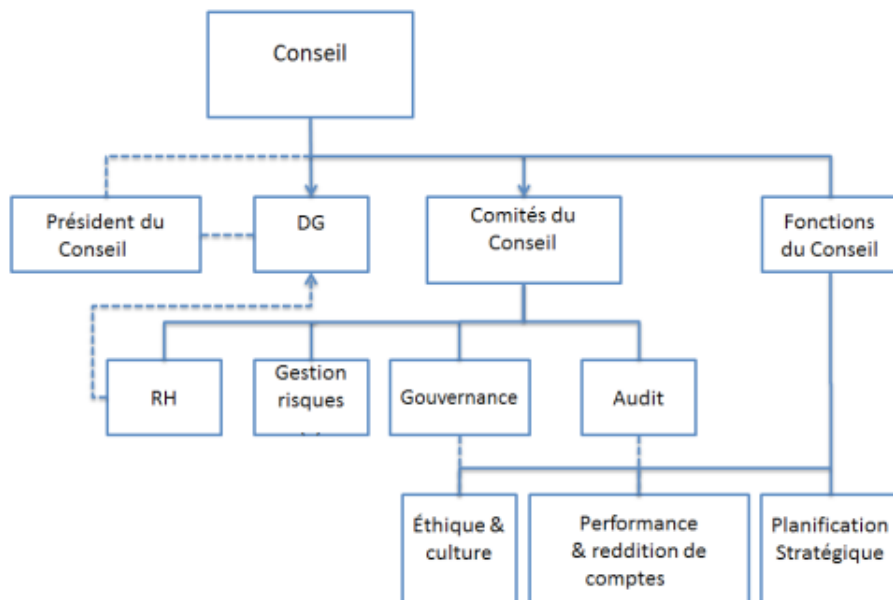 Conseil
Président du
Conseil
DG
Comités du
Conseil
Fonctions
du Conseil
RH
Gestion
risques
Gouvernance
Audit
Éthique &
culture
Performance
& reddition de
comptes
Planification
Stratégique